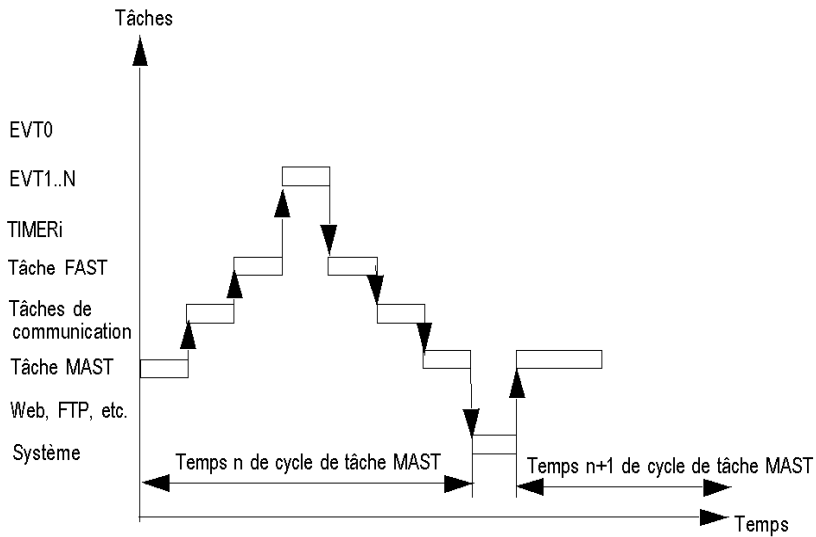 Tâches
EVT0
EVT1..N
TIMERi
Tâche FAST
Tâches de
communication
Tâche MAST
Web, FTP, etc.
Système
Temps n de cycle de tâche MAST
Temps n+1 de cycle de tâche MAST
Temps